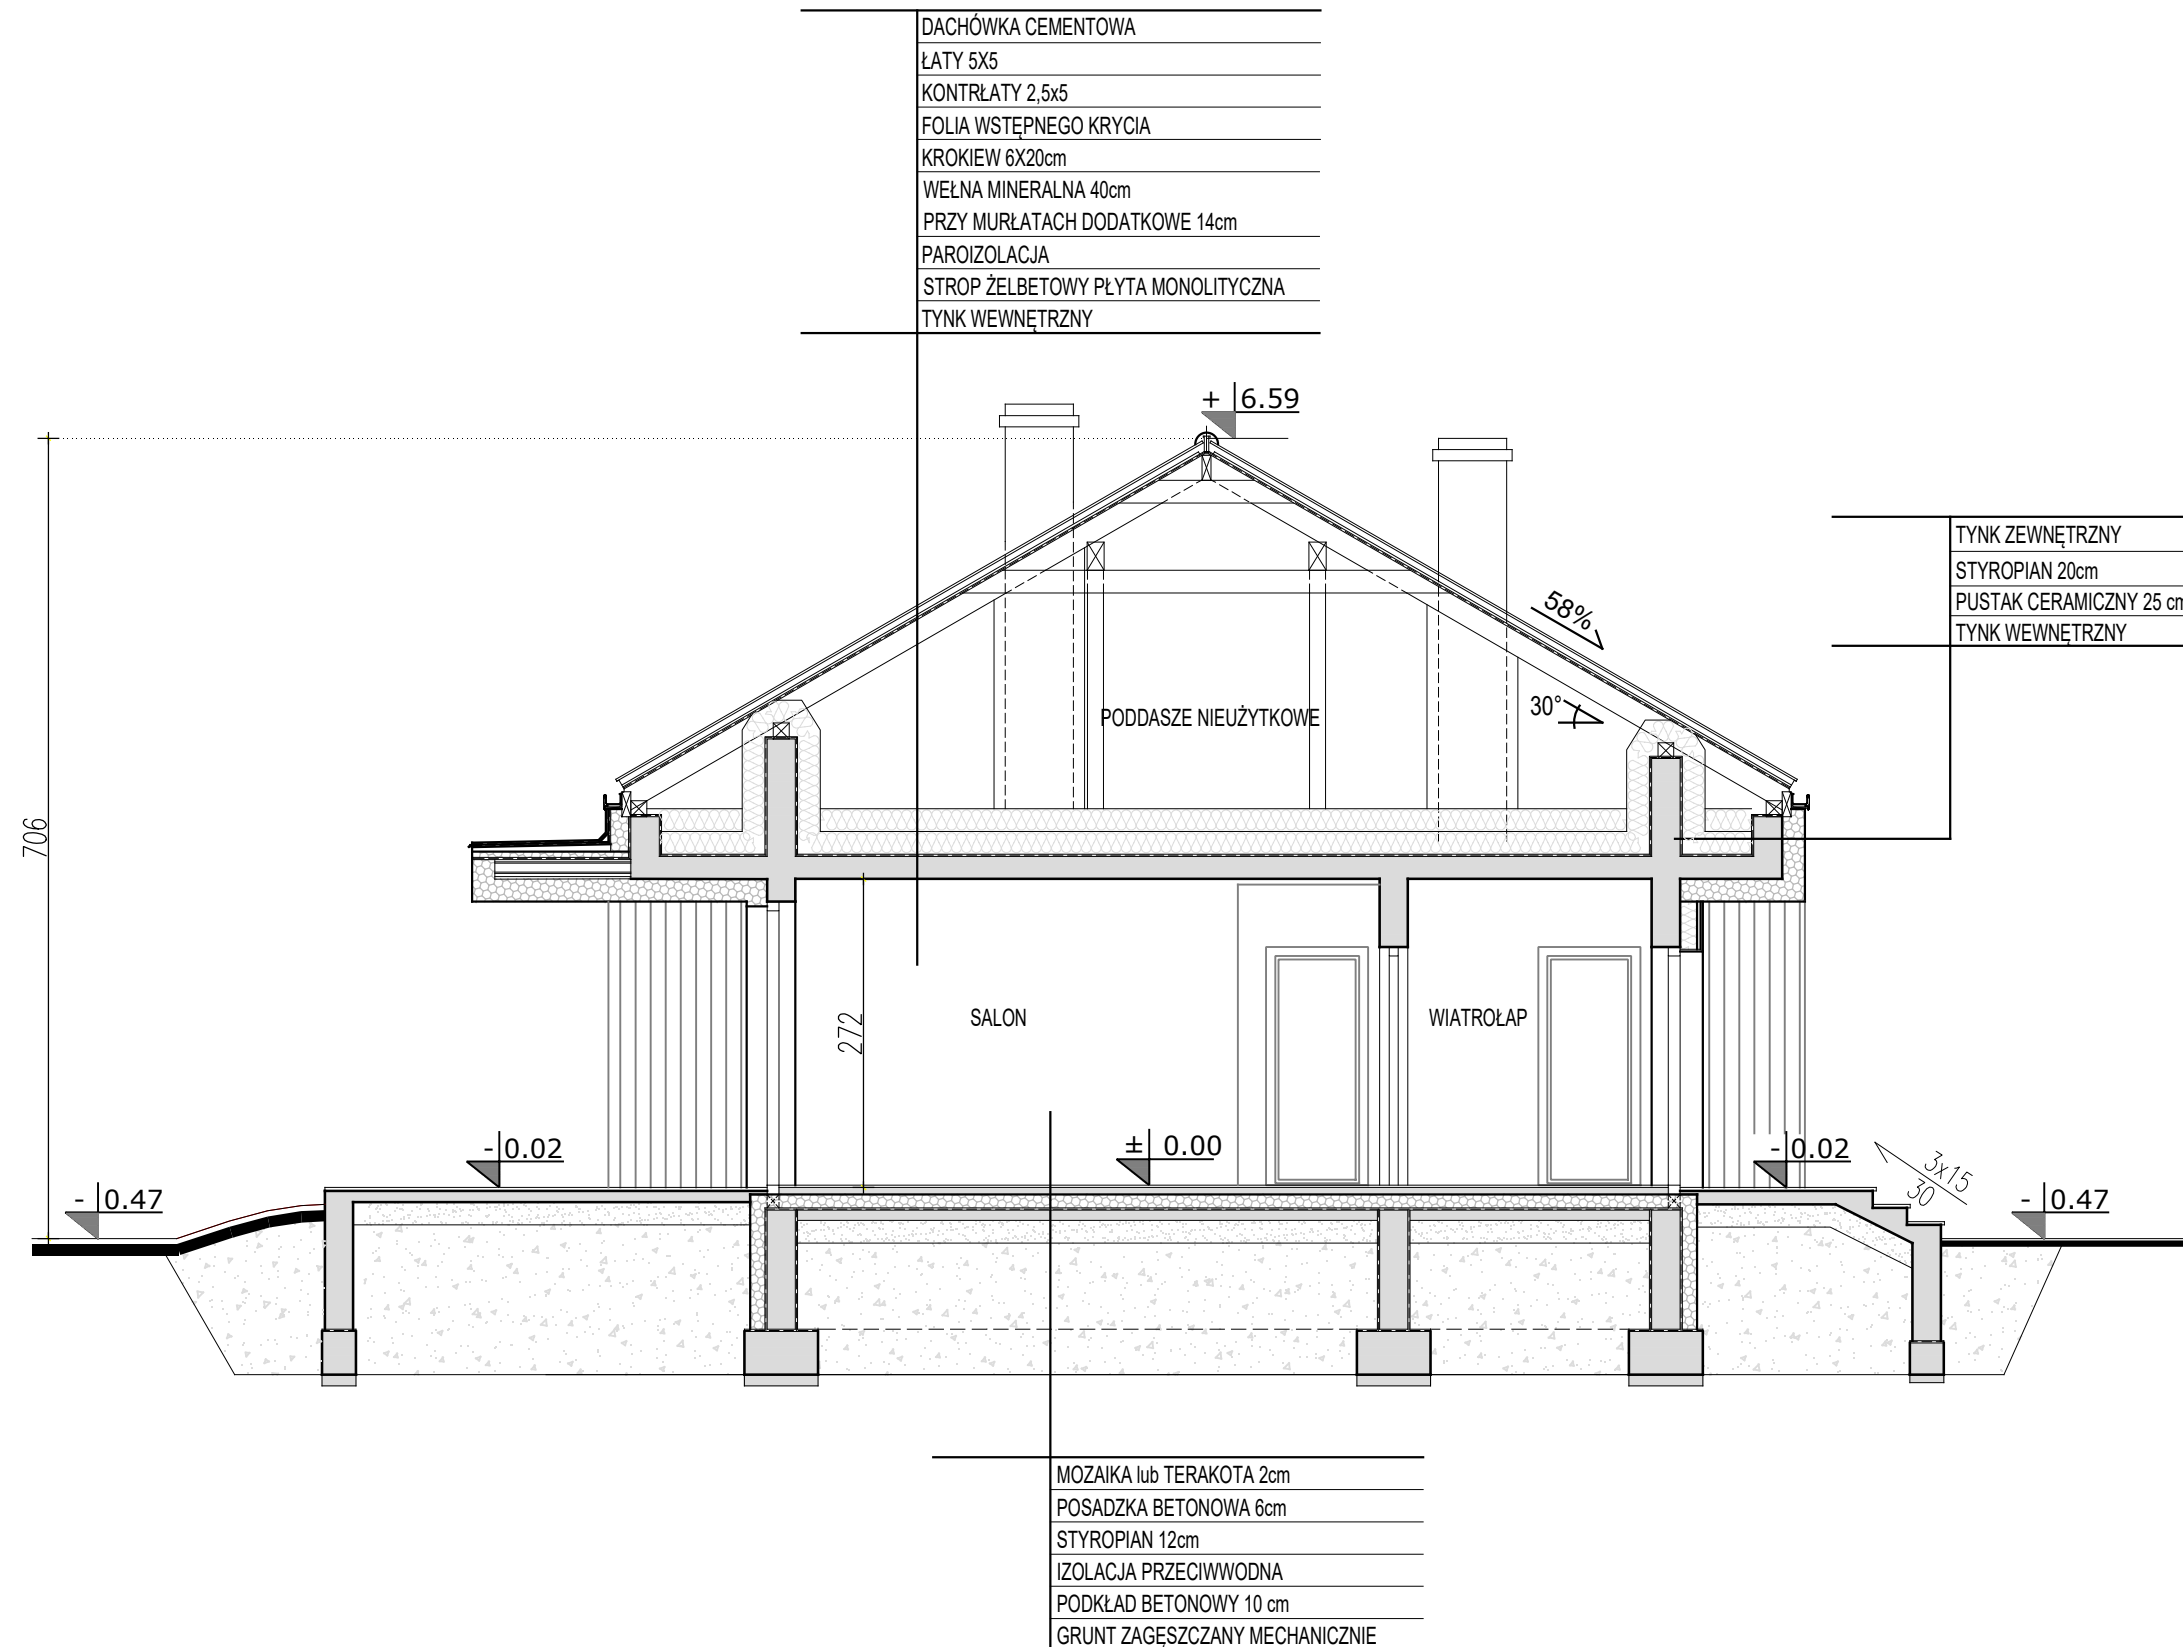 DACHÓWKA CEMENTOWA
ŁATY 5X5
KONTRŁATY 2,5x5
FOLIA WSTĘPNEGO KRYCIA
KROKIEW 6X20cm
WEŁNA MINERALNA 40cm
PRZY MURŁATACH DODATKOWE 14cm
PAROIZOLACJA
STROP ŻELBETOWY PŁYTA MONOLITYCZNA
TYNK WEWNĘTRZNY
+ 6.59
TYNK ZEWNĘTRZNY
STYROPIAN 20cm
PUSTAK CERAMICZNY 25 cm
TYNK WEWNĘTRZNY
58%
30°
PODDASZE NIEUŻYTKOWE
706
272
SALON
WIATROŁAP
- 0.02
± 0.00
- 0.02
3x15
30
- 0.47
- 0.47
MOZAIKA lub TERAKOTA 2cm
POSADZKA BETONOWA 6cm
STYROPIAN 12cm
IZOLACJA PRZECIWWODNA
PODKŁAD BETONOWY 10 cm
GRUNT ZAGĘSZCZANY MECHANICZNIE